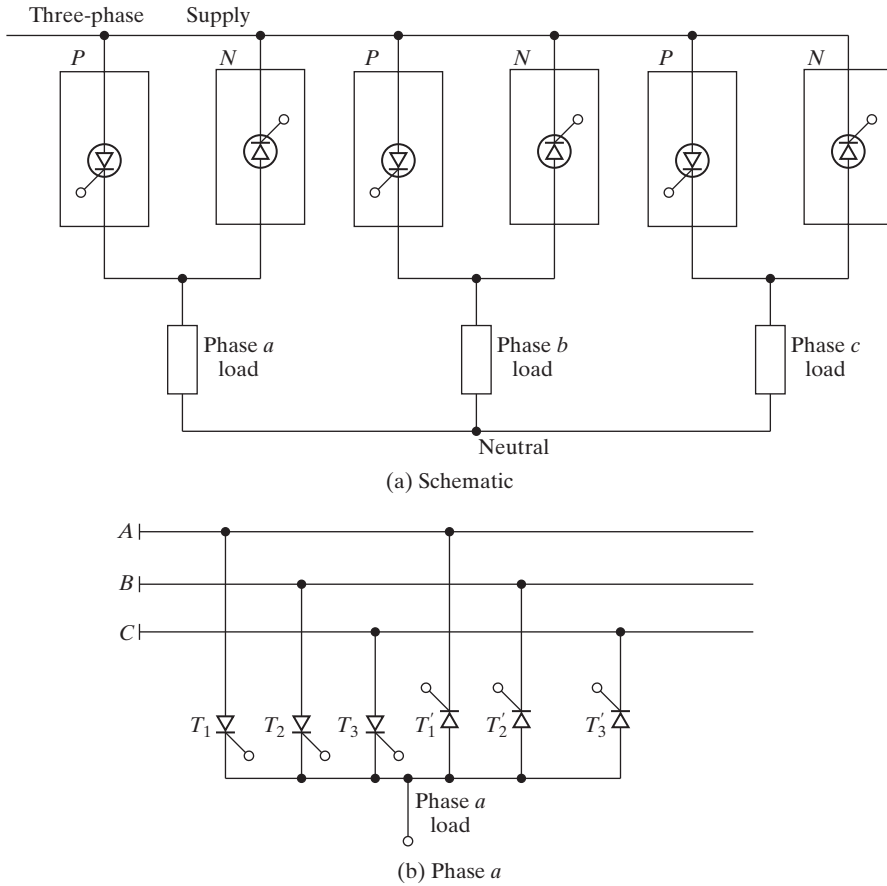 Three-phase Supply
P N P N P N
Phase a load
Phase b load
Phase c load
Neutral
(a) Schematic
A
B
C
T1 T2 T3 T1′ T2′ T3′
Phase a
load
(b) Phase a